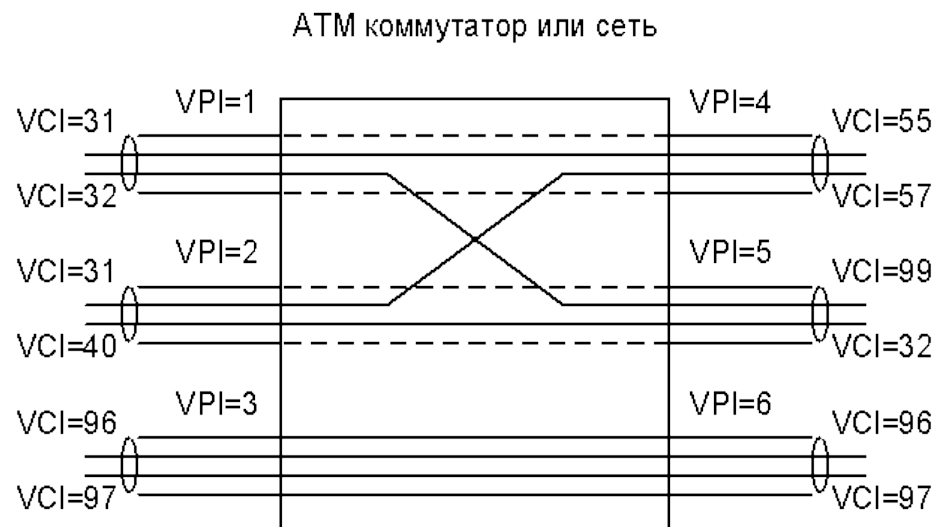 АТМ коммутатор или сеть
VPI=1 VPI=4
VCI=31 VCI=55
VCI=32 VCI=57
VPI=2 VPI=5
VCI=31 VCI=99
VCI=40 VCI=32
VPI=3 VPI=6
VCI=96 VCI=96
VCI=97 VCI=97